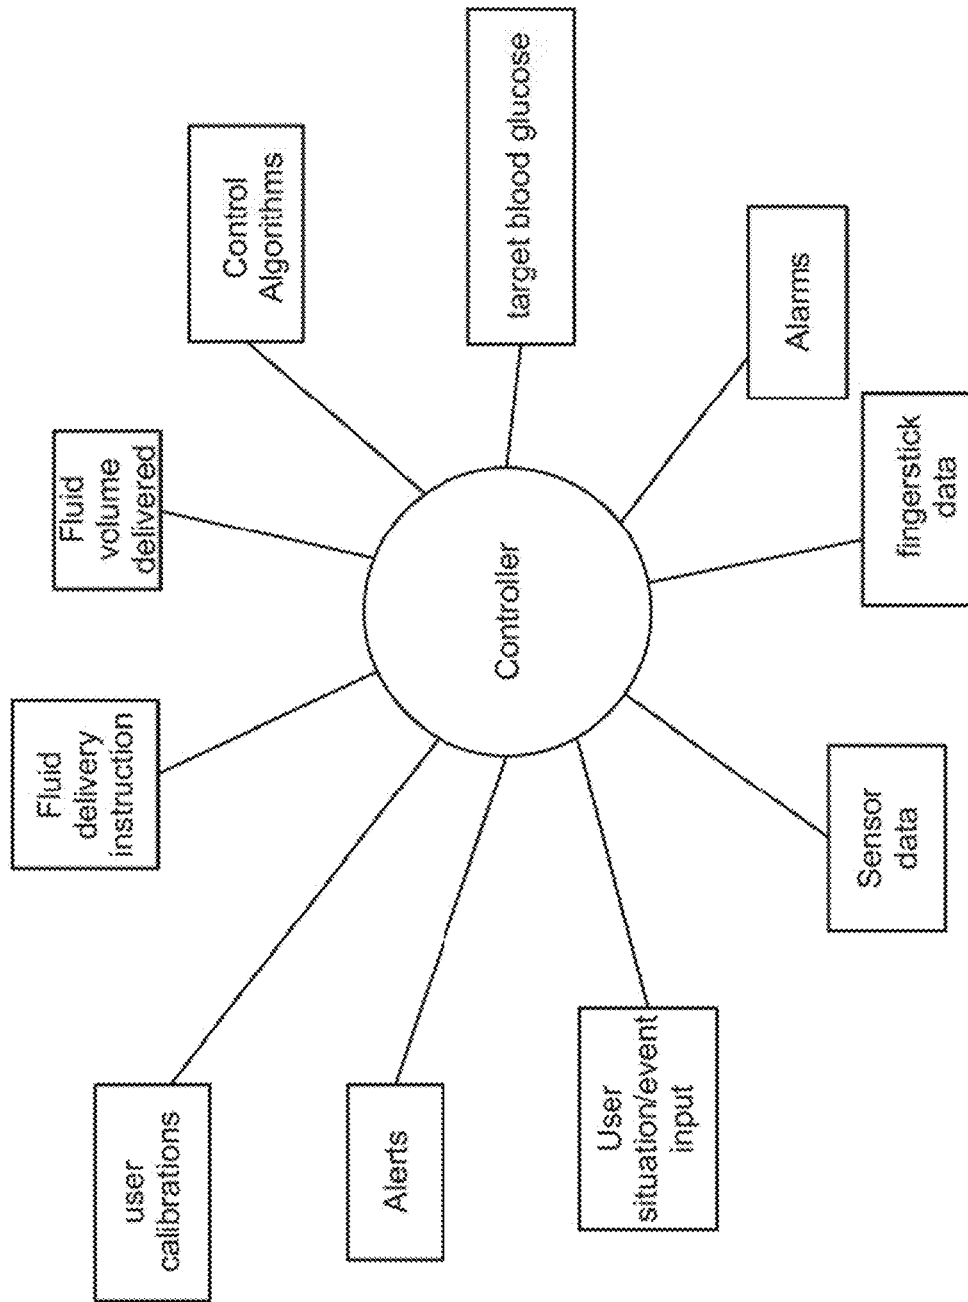 user
calibrations
Fluid
delivery
instruction
Fluid
volume
delivered
Control
Algorithms
Alerts
Controller
target blood glucose
User
situation/event
input
Sensor
data
fingerstick
data
Alarms